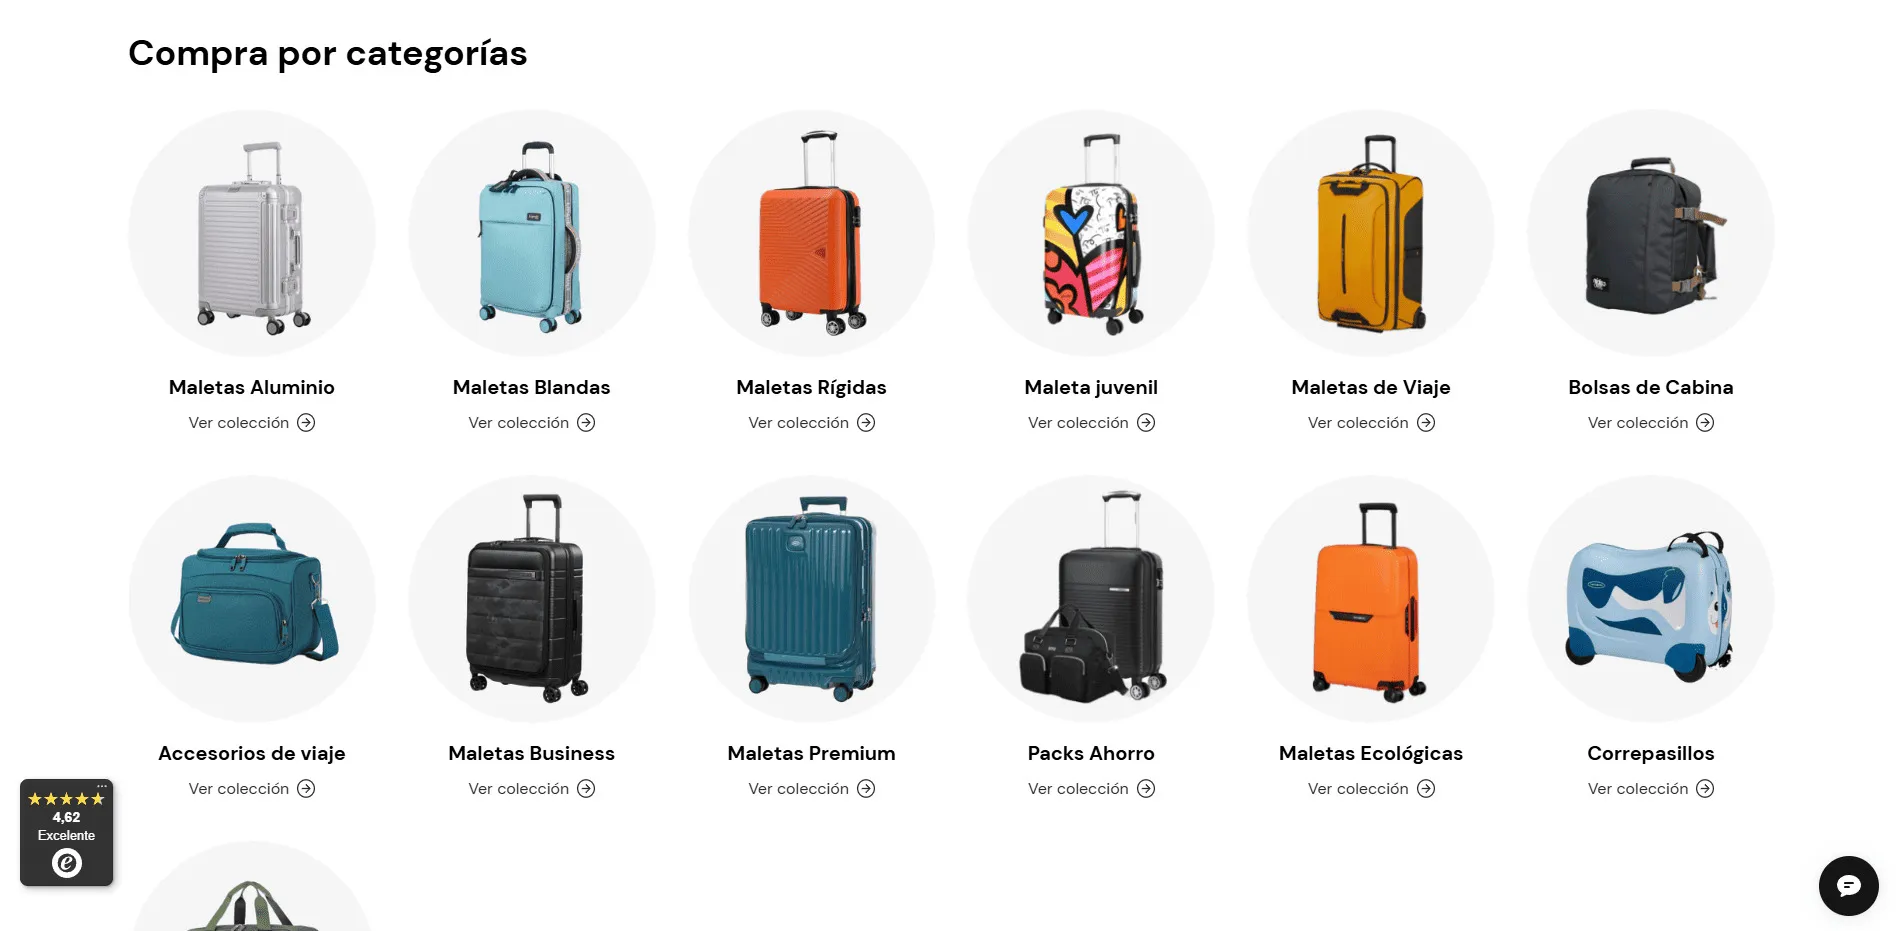 Compra por categorías
Maletas Aluminio
Ver colección
Maletas Blandas
Ver colección
Maletas Rígidas
Ver colección
Maleta juvenil
Ver colección
Maletas de Viaje
Ver colección
Bolsas de Cabina
Ver colección
Accesorios de viaje
Ver colección
Maletas Business
Ver colección
Maletas Premium
Ver colección
Packs Ahorro
Ver colección
Maletas Ecológicas
Ver colección
Correpasillos
Ver colección
4,62
Excelente
e